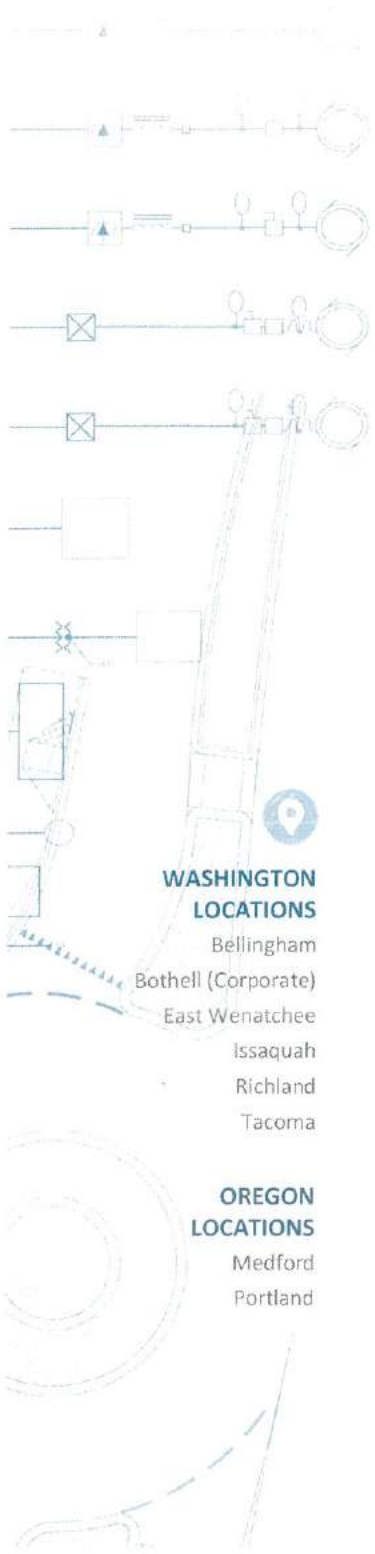 WASHINGTON
LOCATIONS
Bellingham
Bothell (Corporate)
East Wenatchee
Issaquah
Richland
Tacoma
OREGON
LOCATIONS
Medford
Portland